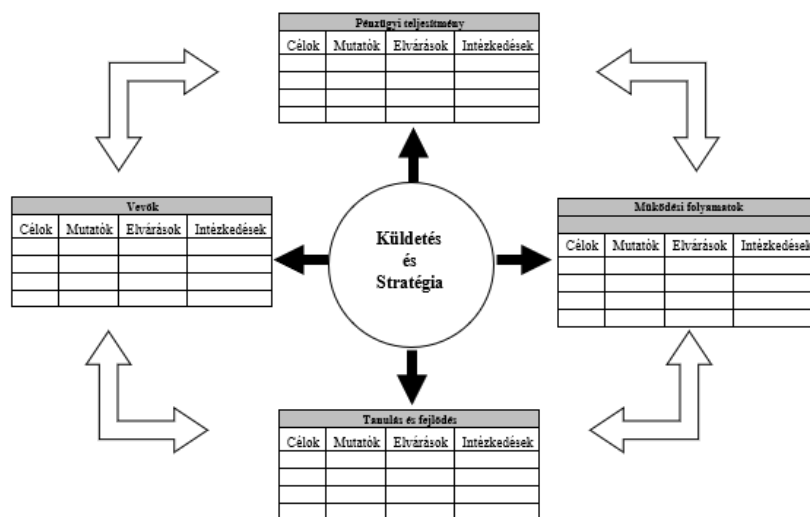 Pénzügyi teljesítmény
Célok Mutatók Elvárások Intézkedések
Vevők
Célok Mutatók Elvárások Intézkedések
Küldetés
és
Stratégia
Működési folyamatok
Célok Mutatók Elvárások Intézkedések
Tanulás és fejlődés
Célok Mutatók Elvárások Intézkedések